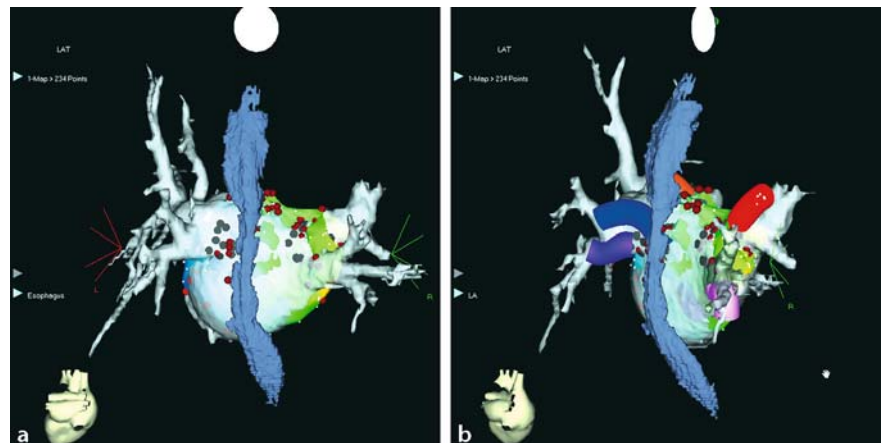 LAT
1-Map > 234 Points
Esophagus
L
R
a
LAT
1-Map > 234 Points
LA
R
b